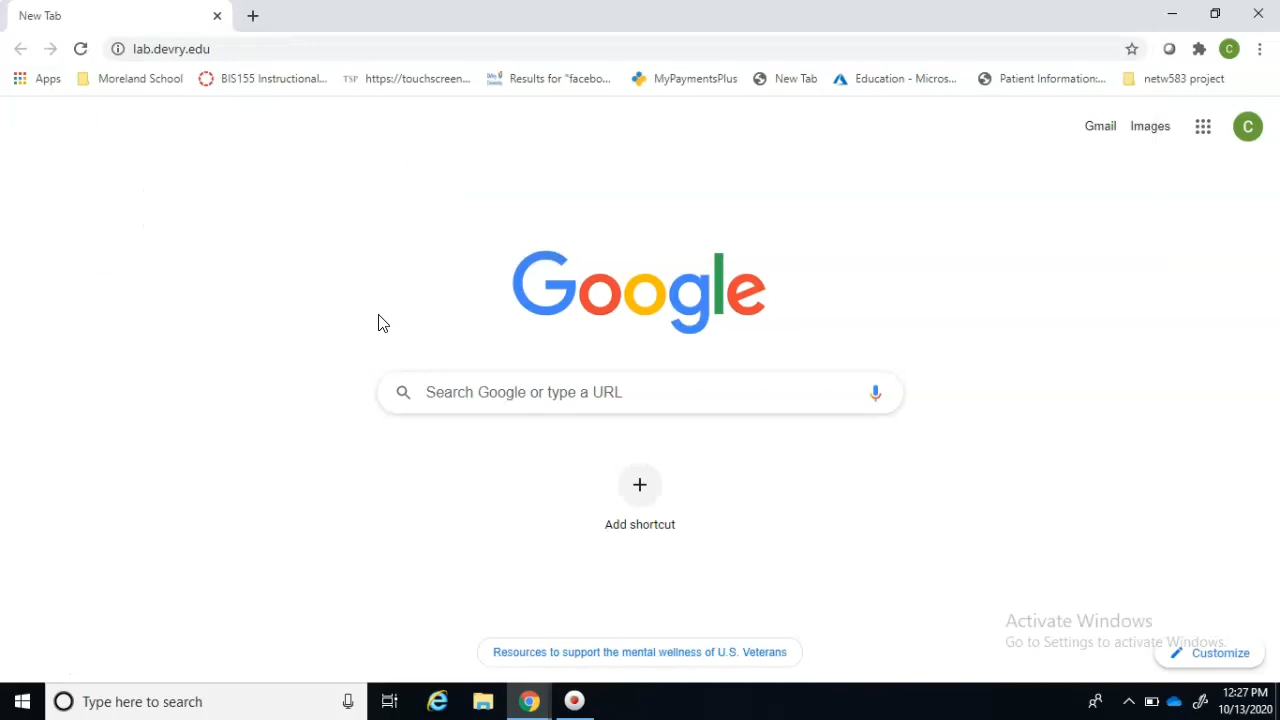 New Tab
lab.devry.edu
Apps Moreland School BIS155 Instructional... TSP https://touchscreen... Results for "facebo... MyPaymentsPlus New Tab Education - Micros... Patient Information:... netw583 project
Gmail Images C
Google
Search Google or type a URL
Add shortcut
Resources to support the mental wellness of U.S. Veterans
Activate Windows
Go to Settings to activate Windows.
Customize
Type here to search
12:27 PM
10/13/2020